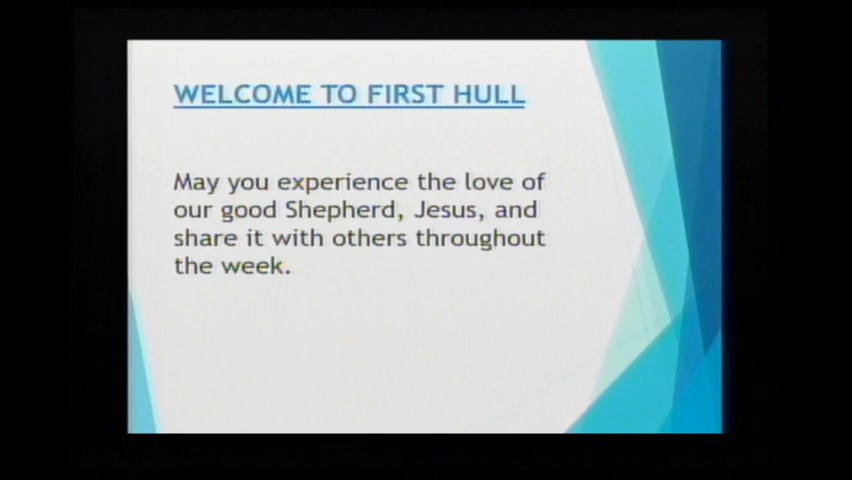 WELCOME TO FIRST HULL
May you experience the love of
our good Shepherd, Jesus, and
share it with others throughout
the week.